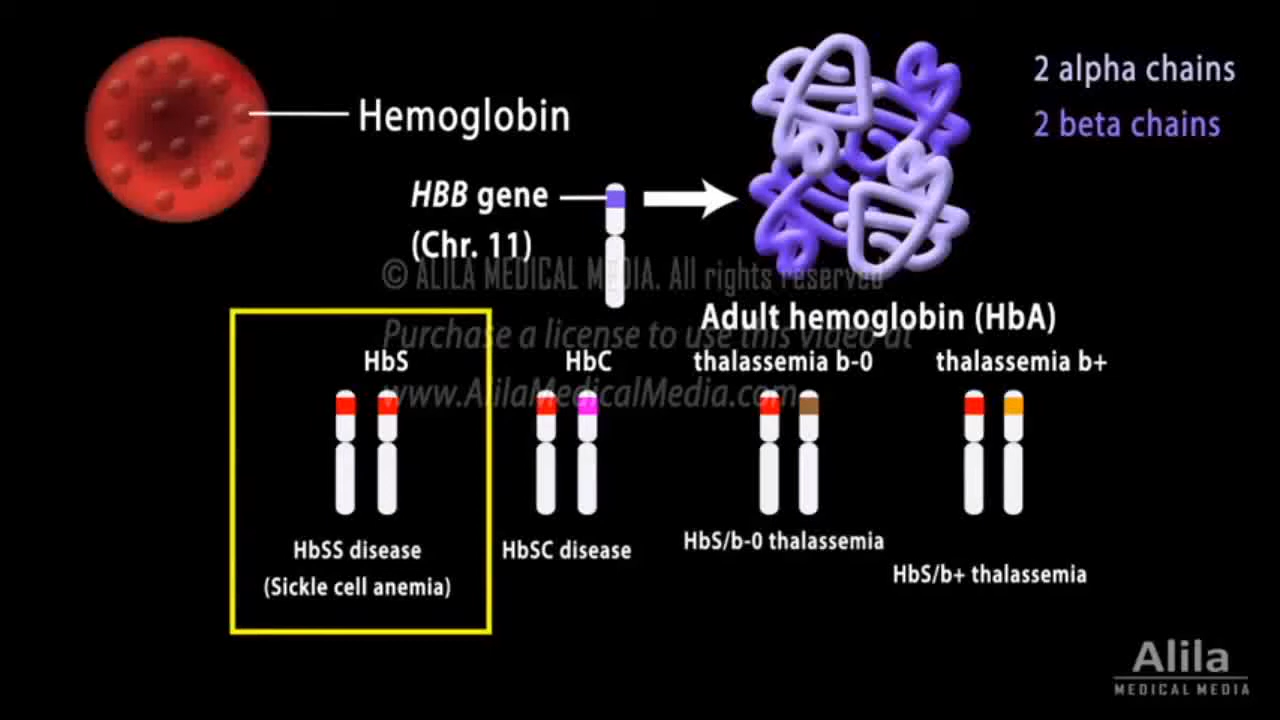 Hemoglobin
2 alpha chains
2 beta chains
HBB gene
(Chr. 11)
© ALILA MEDICAL MEDIA. All rights reserved
Purchase a license to use this video at
www.AlilaMedicalMedia.com
Adult hemoglobin (HbA)
HbS
HbC
thalassemia b-0
thalassemia b+
HbSS disease
(Sickle cell anemia)
HbSC disease
HbS/b-0 thalassemia
HbS/b+ thalassemia
Alila
MEDICAL MEDIA